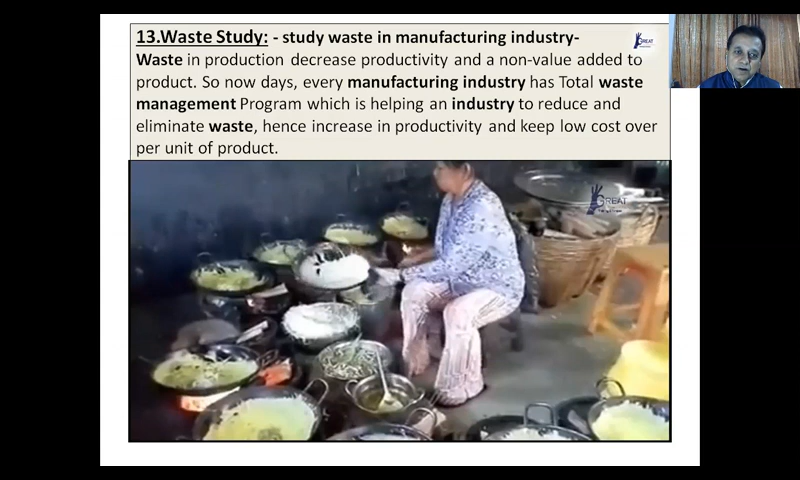 13.Waste Study: - study waste in manufacturing industry-
Waste in production decrease productivity and a non-value added to
product. So now days, every manufacturing industry has Total waste
management Program which is helping an industry to reduce and
eliminate waste, hence increase in productivity and keep low cost over
per unit of product.
GREAT
GREAT